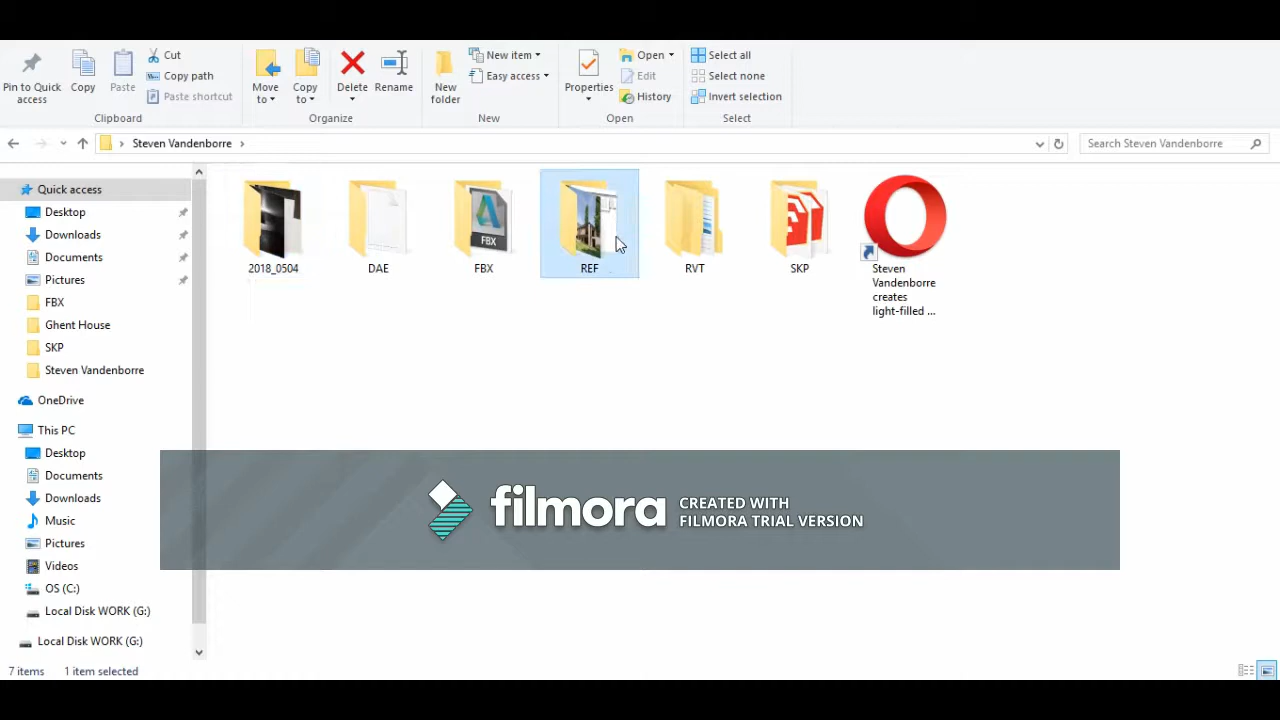 Pin to Quick
access
Copy
Paste
Cut
Copy path
Paste shortcut
Clipboard
Move
to
Copy
to
Delete
Rename
Organize
New
folder
New item
Easy access
New
Properties
Open
Edit
History
Open
Select all
Select none
Invert selection
Select
Steven Vandenborre
Search Steven Vandenborre
Quick access
Desktop
Downloads
Documents
Pictures
FBX
Ghent House
SKP
Steven Vandenborre
OneDrive
This PC
Desktop
Documents
Downloads
Music
Pictures
Videos
OS (C:)
Local Disk WORK (G:)
Local Disk WORK (G:)
2018_0504
DAE
FBX
FBX
REF
RVT
SKP
Steven
Vandenborre
creates
light-filled ...
filmora
CREATED WITH
FILMORA TRIAL VERSION
7 items
1 item selected